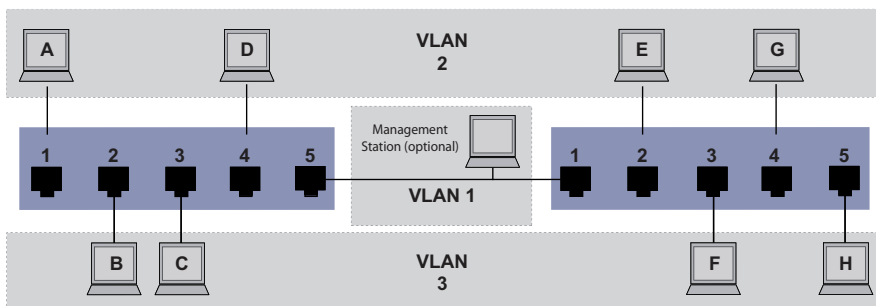 A
D
VLAN
2
E
G
Management
Station (optional)
1
2
3
4
5
1
2
3
4
5
VLAN 1
B
C
VLAN
3
F
H